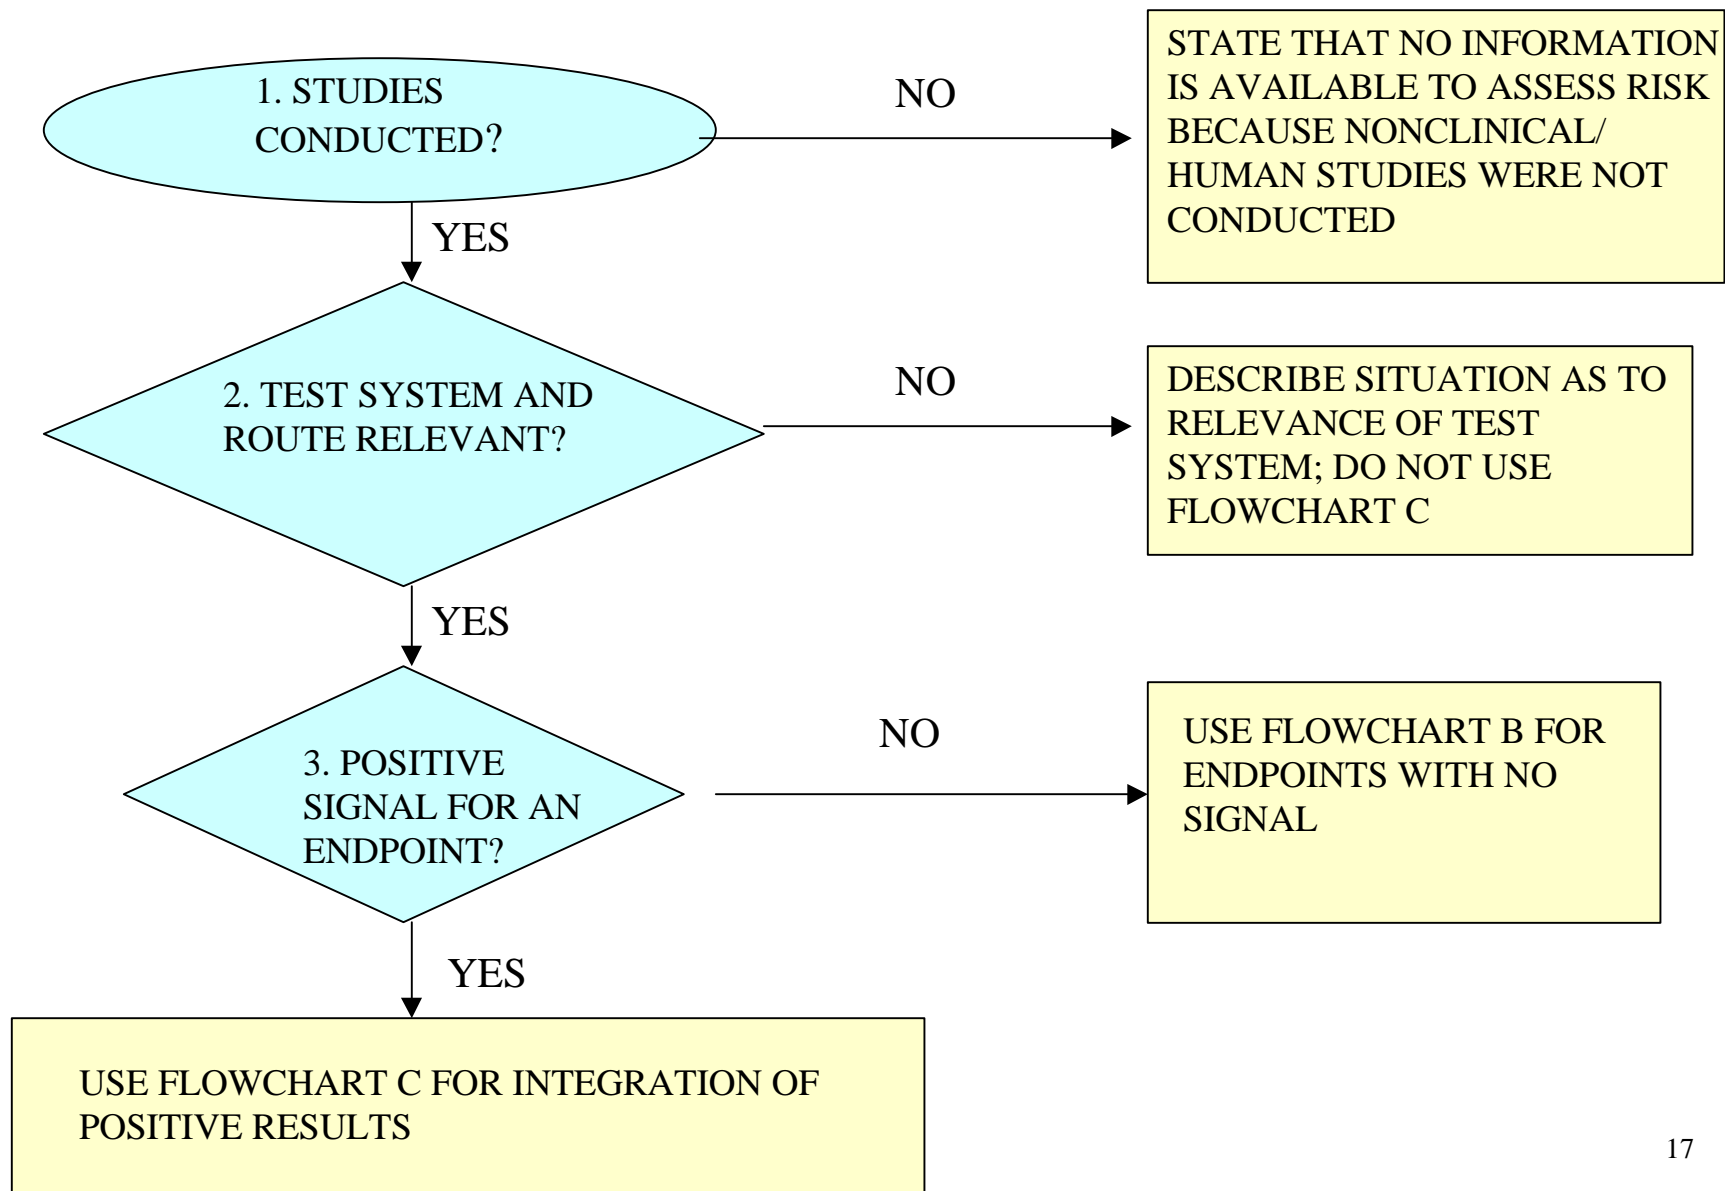 1. STUDIES
CONDUCTED?
NO
STATE THAT NO INFORMATION
IS AVAILABLE TO ASSESS RISK
BECAUSE NONCLINICAL/
HUMAN STUDIES WERE NOT
CONDUCTED
YES
2. TEST SYSTEM AND
ROUTE RELEVANT?
NO
DESCRIBE SITUATION AS TO
RELEVANCE OF TEST
SYSTEM; DO NOT USE
FLOWCHART C
YES
3. POSITIVE
SIGNAL FOR AN
ENDPOINT?
NO
USE FLOWCHART B FOR
ENDPOINTS WITH NO
SIGNAL
YES
USE FLOWCHART C FOR INTEGRATION OF
POSITIVE RESULTS
17